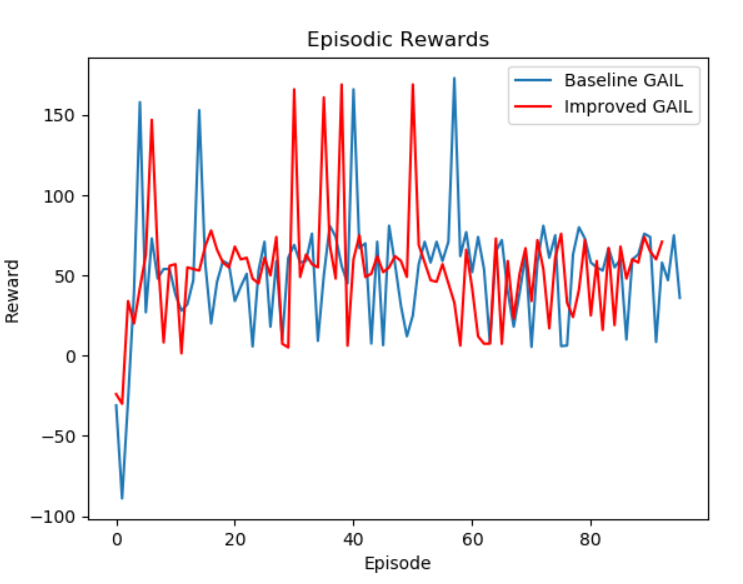 Episodic Rewards
Baseline GAIL
Improved GAIL
150
100
50
0
−50
−100
Reward
0 20 40 60 80
Episode